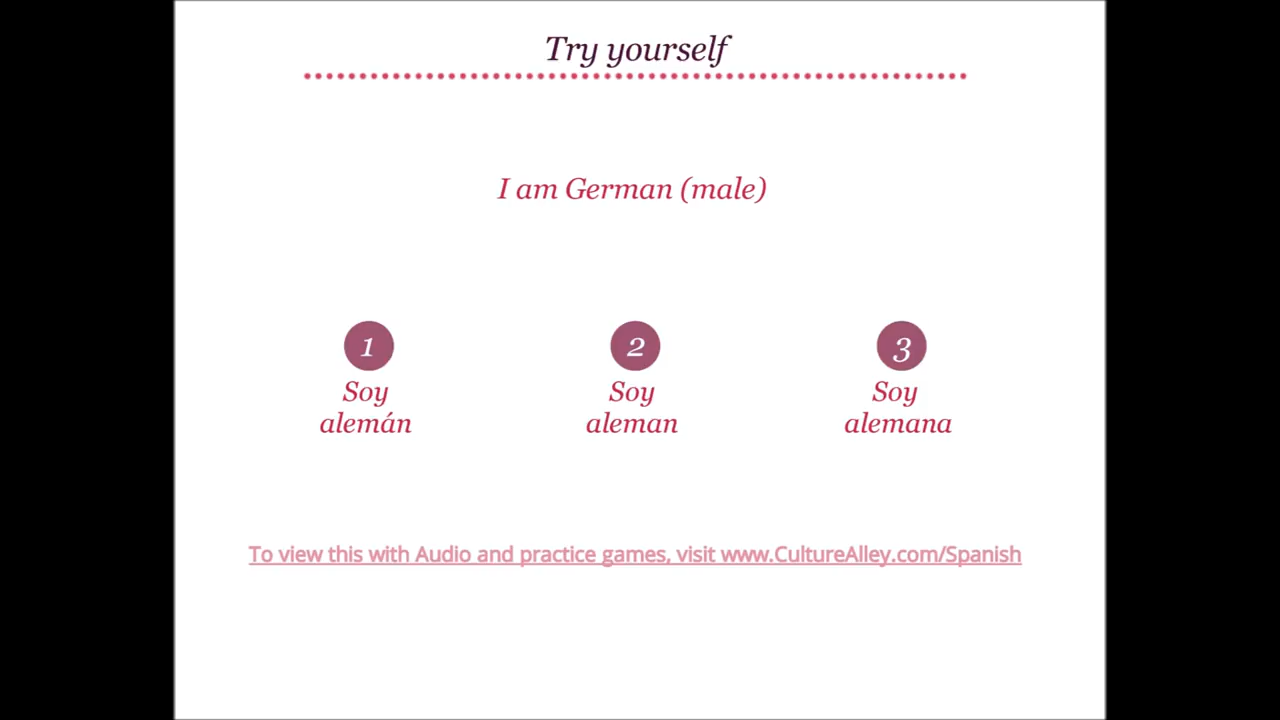 Try yourself
I am German (male)
1
Soy
alemán
2
Soy
aleman
3
Soy
alemana
To view this with Audio and practice games, visit www.CultureAlley.com/Spanish